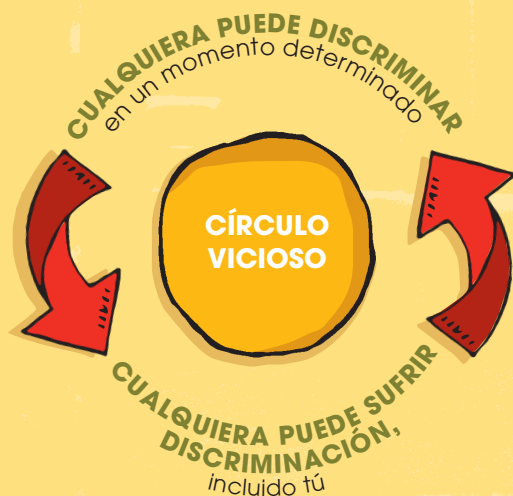 CUALQUIERA PUEDE DISCRIMINAR
en un momento determinado
CÍRCULO
VICIOSO
CUALQUIERA PUEDE SUFRIR
DISCRIMINACIÓN,
incluido tú